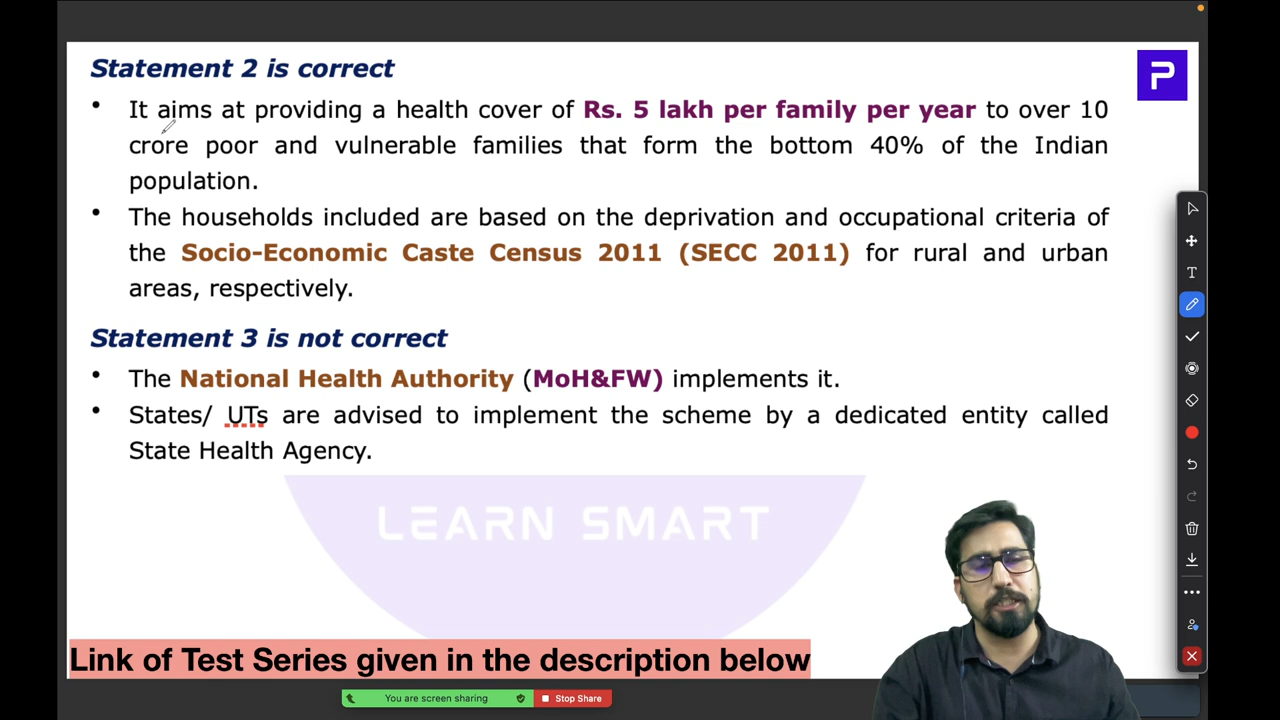 Statement 2 is correct
• It aims at providing a health cover of Rs. 5 lakh per family per year to over 10
crore poor and vulnerable families that form the bottom 40% of the Indian
population.
• The households included are based on the deprivation and occupational criteria of
the Socio-Economic Caste Census 2011 (SECC 2011) for rural and urban
areas, respectively.
Statement 3 is not correct
• The National Health Authority (MoH&FW) implements it.
• States/ UTs are advised to implement the scheme by a dedicated entity called
State Health Agency.
LEARN SMART
Link of Test Series given in the description below
You are screen sharing
Stop Share